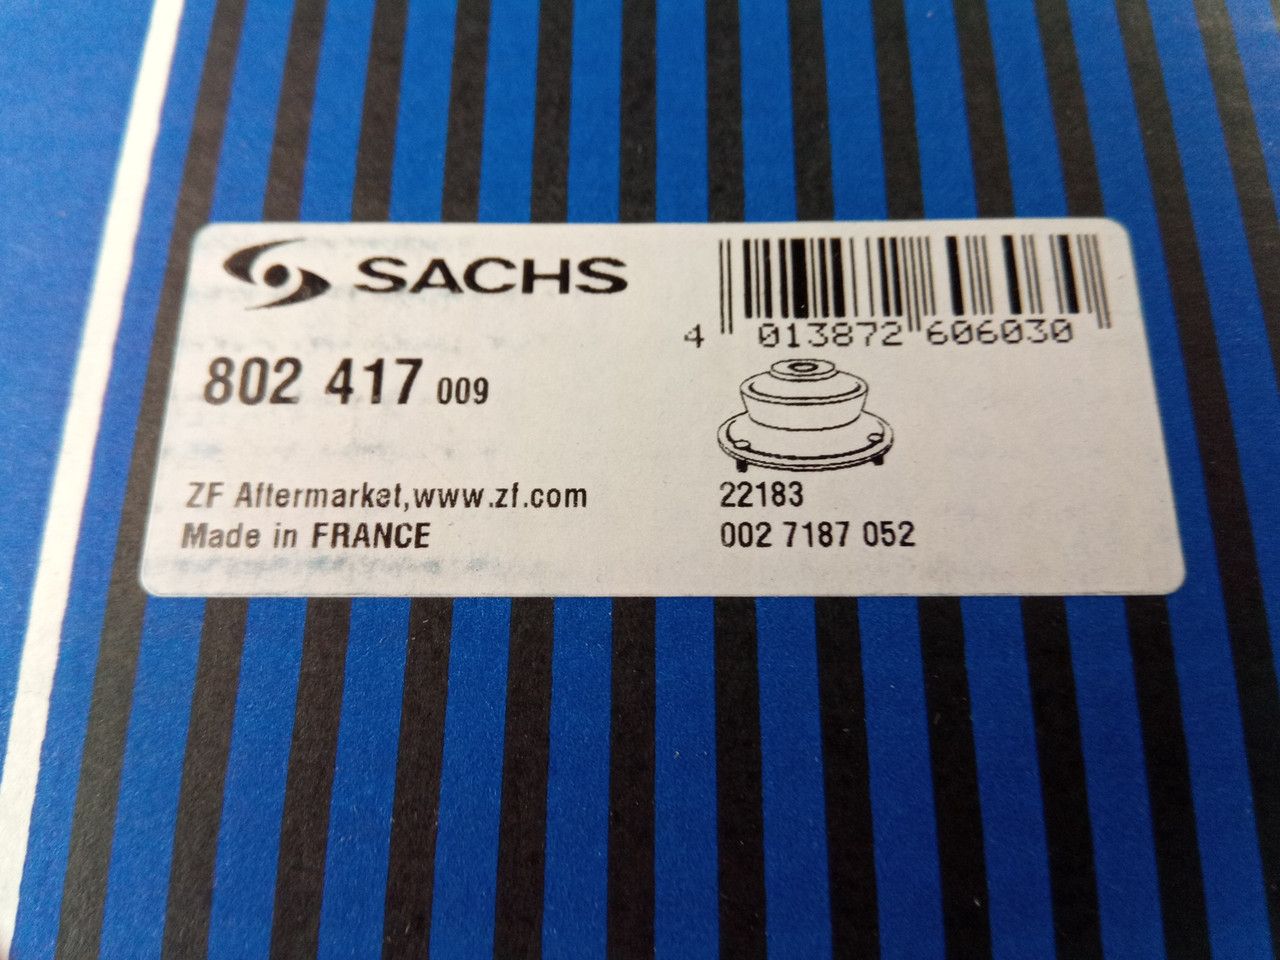 SACHS
4 013872 606030
802 417 009
ZF Aftermarket,www.zf.com
Made in FRANCE
22183
002 7187 052